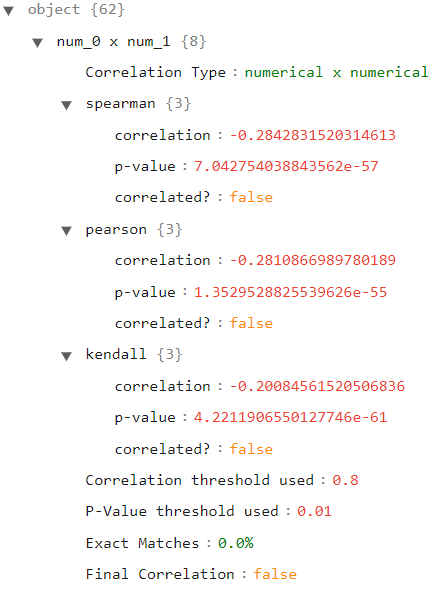 object {62}
num_0 x num_1 {8}
Correlation Type : numerical x numerical
spearman {3}
correlation : -0.2842831520314613
p-value : 7.042754038843562e-57
correlated? : false
pearson {3}
correlation : -0.2810866989780189
p-value : 1.3529528825539626e-55
correlated? : false
kendall {3}
correlation : -0.20084561520506836
p-value : 4.2211906550127746e-61
correlated? : false
Correlation threshold used : 0.8
P-Value threshold used : 0.01
Exact Matches : 0.0%
Final Correlation : false